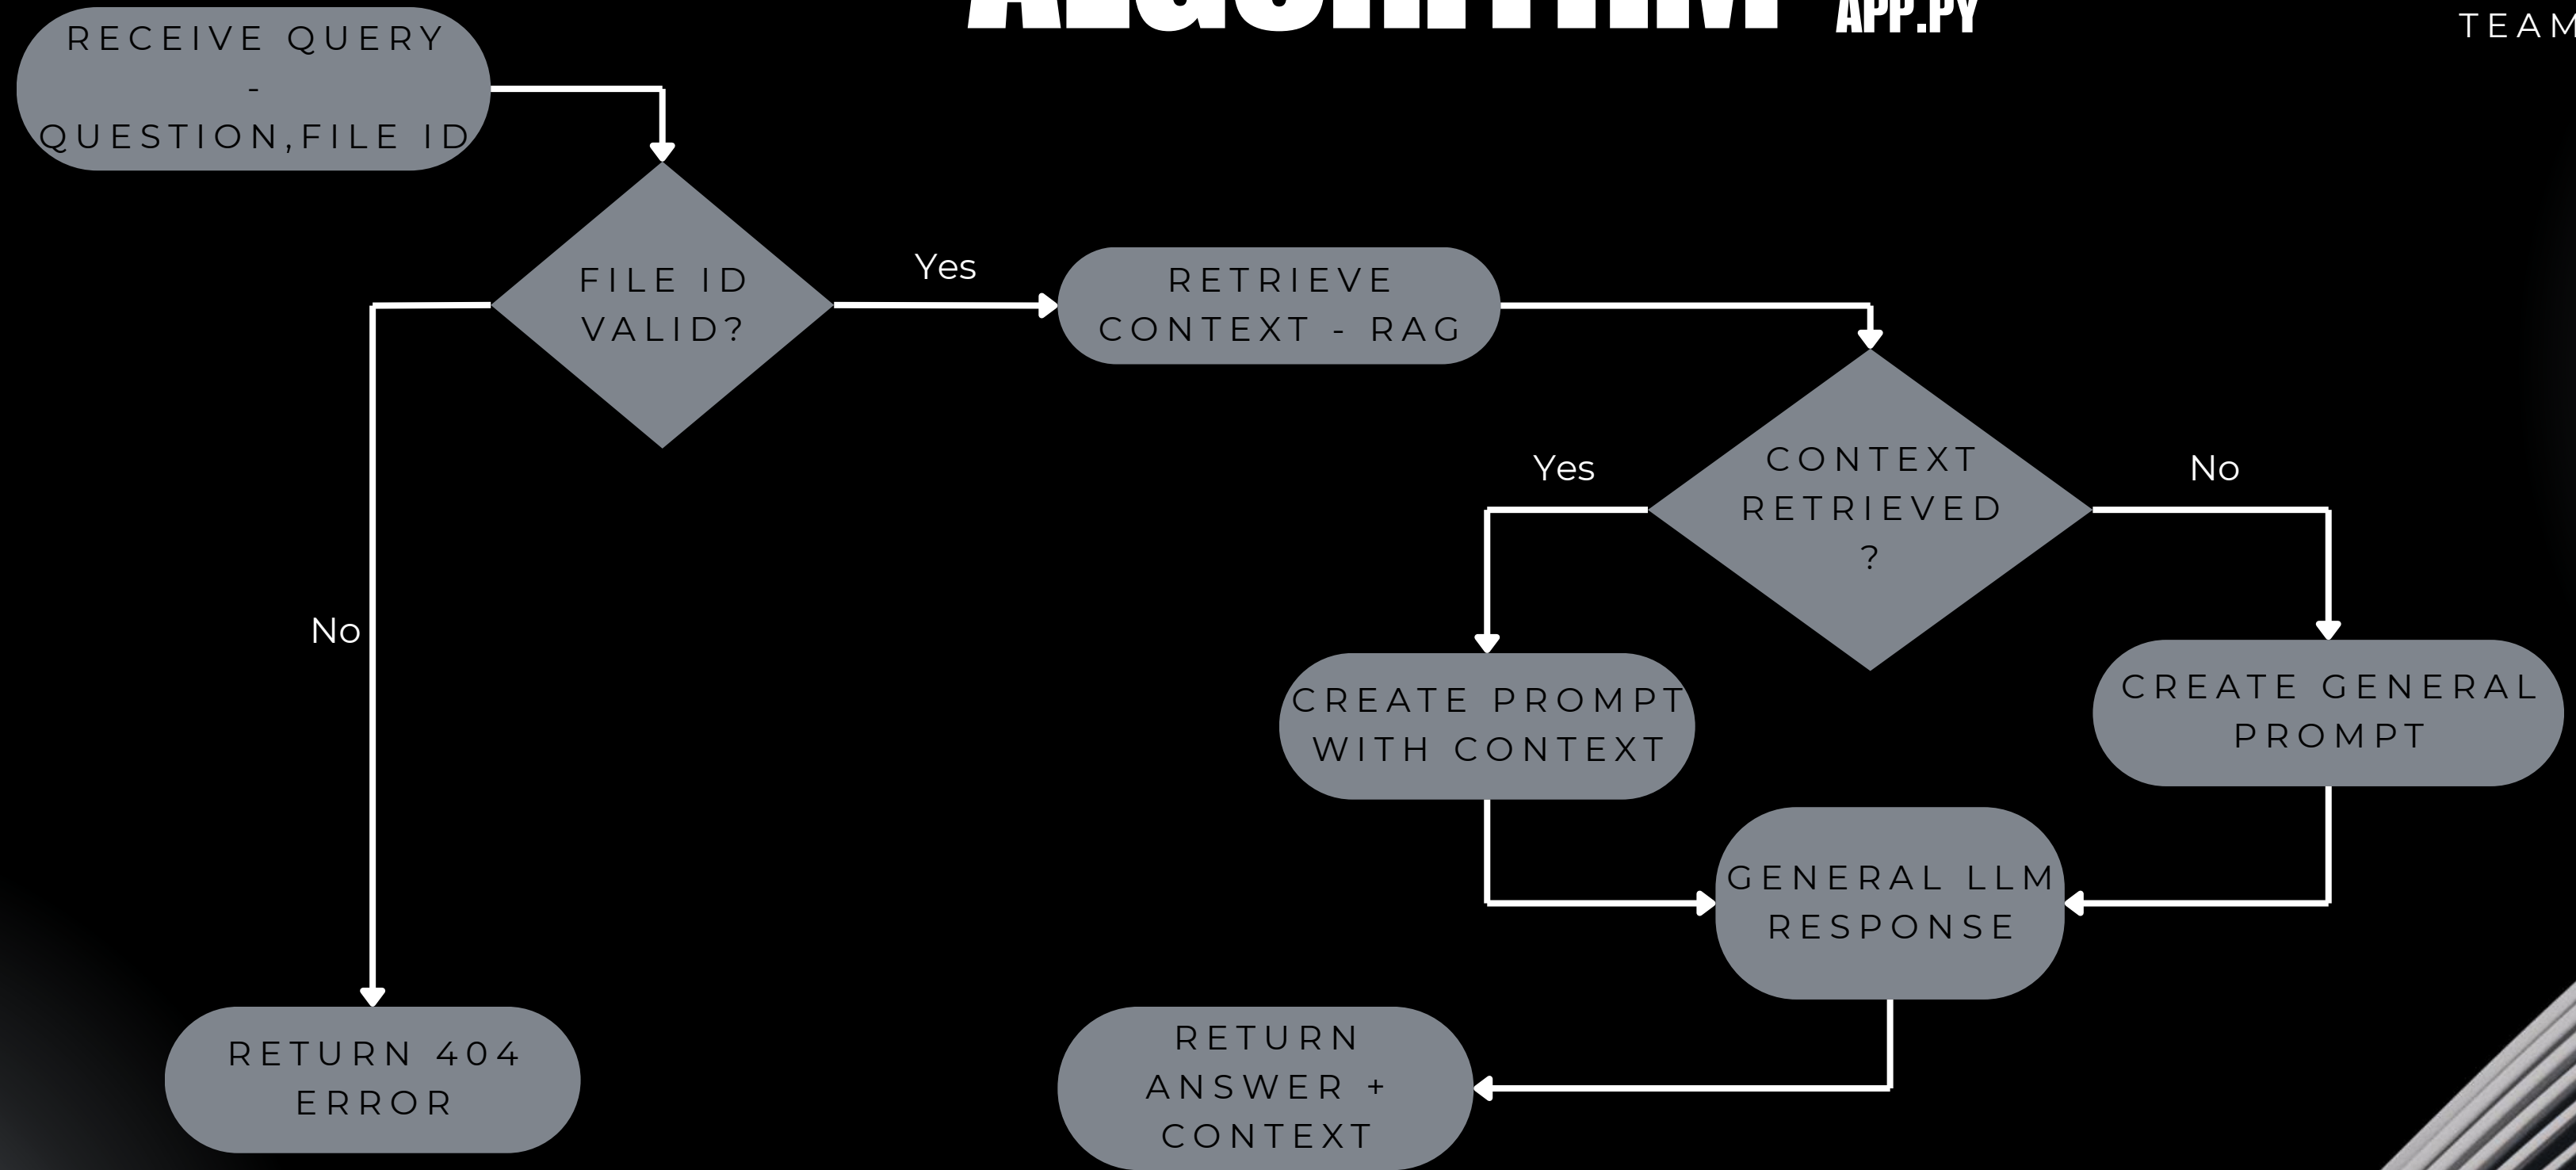 ALGORITHM APP.PY
TEAM
RECEIVE QUERY
-
QUESTION,FILE ID
FILE ID
VALID?
Yes
RETRIEVE
CONTEXT - RAG
CONTEXT
RETRIEVED
?
Yes
No
No
CREATE PROMPT
WITH CONTEXT
CREATE GENERAL
PROMPT
GENERAL LLM
RESPONSE
RETURN 404
ERROR
RETURN
ANSWER +
CONTEXT